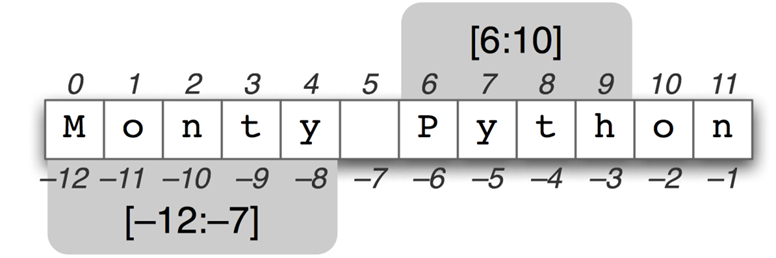 [6:10]
0 1 2 3 4 5 6 7 8 9 10 11
M o n t y P y t h o n
–12 –11 –10 –9 –8 –7 –6 –5 –4 –3 –2 –1
[–12:–7]